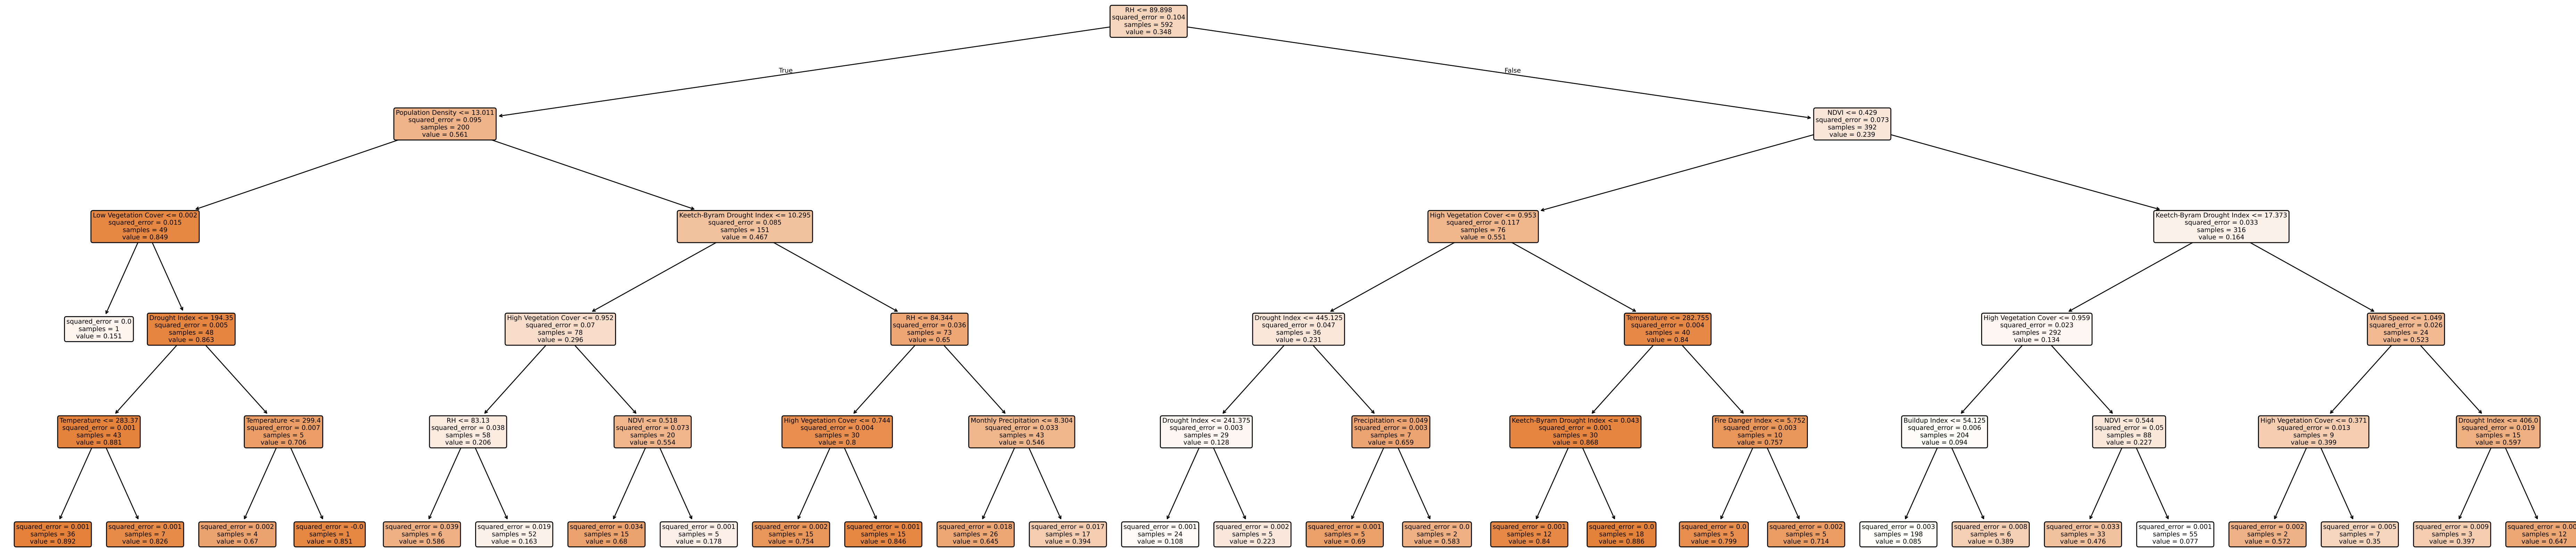 RH <= 89.898
squared_error = 0.104
samples = 592
value = 0.348
True
False
Population Density <= 13.011
squared_error = 0.095
samples = 200
value = 0.561
NDVI <= 0.429
squared_error = 0.073
samples = 392
value = 0.239
Low Vegetation Cover <= 0.002
squared_error = 0.015
samples = 49
value = 0.849
Keetch-Byram Drought Index <= 10.295
squared_error = 0.085
samples = 151
value = 0.467
High Vegetation Cover <= 0.953
squared_error = 0.117
samples = 76
value = 0.551
Keetch-Byram Drought Index <= 17.373
squared_error = 0.033
samples = 316
value = 0.164
squared_error = 0.0
samples = 1
value = 0.151
Drought Index <= 194.35
squared_error = 0.005
samples = 48
value = 0.863
High Vegetation Cover <= 0.952
squared_error = 0.07
samples = 78
value = 0.296
RH <= 84.344
squared_error = 0.036
samples = 73
value = 0.65
Drought Index <= 445.125
squared_error = 0.047
samples = 36
value = 0.231
Temperature <= 282.755
squared_error = 0.004
samples = 40
value = 0.84
High Vegetation Cover <= 0.959
squared_error = 0.023
samples = 292
value = 0.134
Wind Speed <= 1.049
squared_error = 0.026
samples = 24
value = 0.523
Temperature <= 283.37
squared_error = 0.001
samples = 43
value = 0.881
Temperature <= 299.4
squared_error = 0.007
samples = 5
value = 0.706
RH <= 83.13
squared_error = 0.038
samples = 58
value = 0.206
NDVI <= 0.518
squared_error = 0.073
samples = 20
value = 0.554
High Vegetation Cover <= 0.744
squared_error = 0.004
samples = 30
value = 0.8
Monthly Precipitation <= 8.304
squared_error = 0.033
samples = 43
value = 0.546
Drought Index <= 241.375
squared_error = 0.003
samples = 29
value = 0.128
Precipitation <= 0.049
squared_error = 0.003
samples = 7
value = 0.659
Keetch-Byram Drought Index <= 0.043
squared_error = 0.001
samples = 30
value = 0.868
Fire Danger Index <= 5.752
squared_error = 0.003
samples = 10
value = 0.757
Buildup Index <= 54.125
squared_error = 0.006
samples = 204
value = 0.094
NDVI <= 0.544
squared_error = 0.05
samples = 88
value = 0.227
High Vegetation Cover <= 0.371
squared_error = 0.013
samples = 9
value = 0.399
Drought Index <= 406.0
squared_error = 0.019
samples = 15
value = 0.597
squared_error = 0.001
samples = 36
value = 0.892
squared_error = 0.001
samples = 7
value = 0.826
squared_error = 0.002
samples = 4
value = 0.67
squared_error = -0.0
samples = 1
value = 0.851
squared_error = 0.039
samples = 6
value = 0.586
squared_error = 0.019
samples = 52
value = 0.163
squared_error = 0.034
samples = 15
value = 0.68
squared_error = 0.001
samples = 5
value = 0.178
squared_error = 0.002
samples = 15
value = 0.754
squared_error = 0.001
samples = 15
value = 0.846
squared_error = 0.018
samples = 26
value = 0.645
squared_error = 0.017
samples = 17
value = 0.394
squared_error = 0.001
samples = 24
value = 0.108
squared_error = 0.002
samples = 5
value = 0.223
squared_error = 0.001
samples = 5
value = 0.69
squared_error = 0.0
samples = 2
value = 0.583
squared_error = 0.001
samples = 12
value = 0.84
squared_error = 0.0
samples = 18
value = 0.886
squared_error = 0.0
samples = 5
value = 0.799
squared_error = 0.002
samples = 5
value = 0.714
squared_error = 0.003
samples = 198
value = 0.085
squared_error = 0.008
samples = 6
value = 0.389
squared_error = 0.033
samples = 33
value = 0.476
squared_error = 0.001
samples = 55
value = 0.077
squared_error = 0.002
samples = 2
value = 0.572
squared_error = 0.005
samples = 7
value = 0.35
squared_error = 0.009
samples = 3
value = 0.397
squared_error = 0.00
samples = 12
value = 0.647